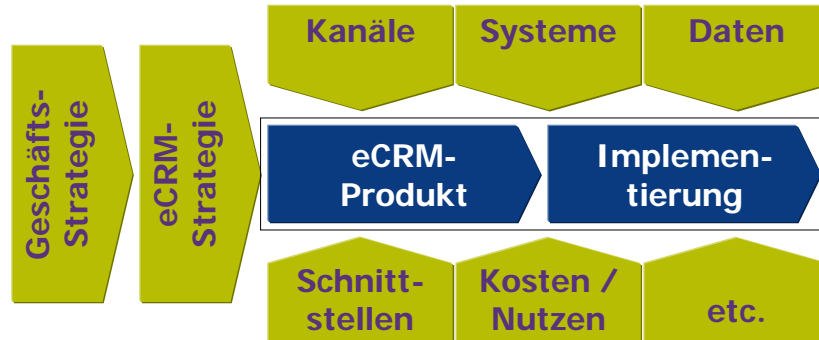 Geschäfts-
Strategie
eCRM-
Strategie
Kanäle
Systeme
Daten
eCRM-
Produkt
Implemen-
tierung
Schnitt-
stellen
Kosten /
Nutzen
etc.